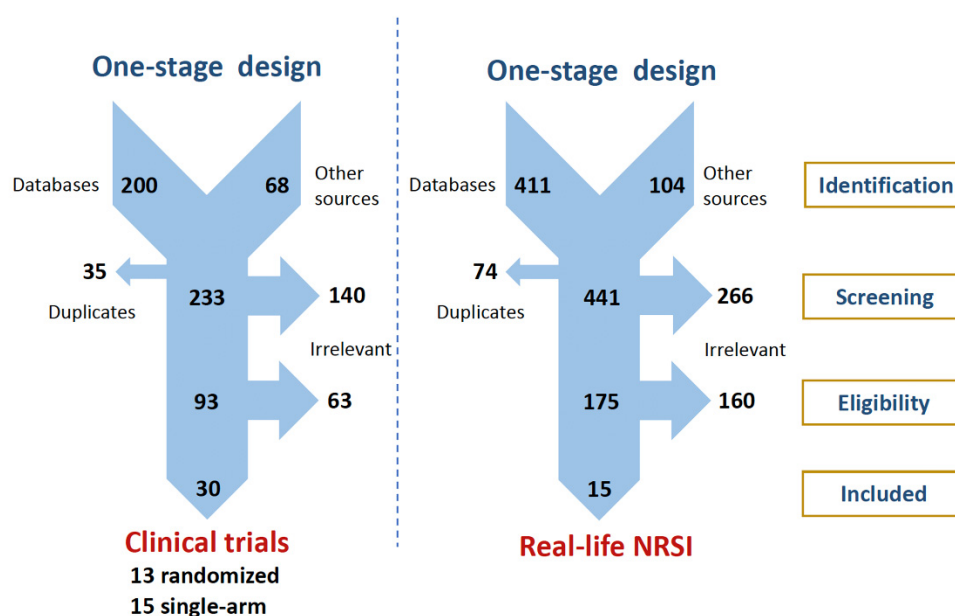 One-stage design
Databases 200 68 Other sources
35 Duplicates
233 140
Irrelevant
93 63
30
Clinical trials
13 randomized
15 single-arm
One-stage design
Databases 411 104 Other sources
74 Duplicates
441 266
Irrelevant
175 160
15
Real-life NRSI
Identification
Screening
Eligibility
Included